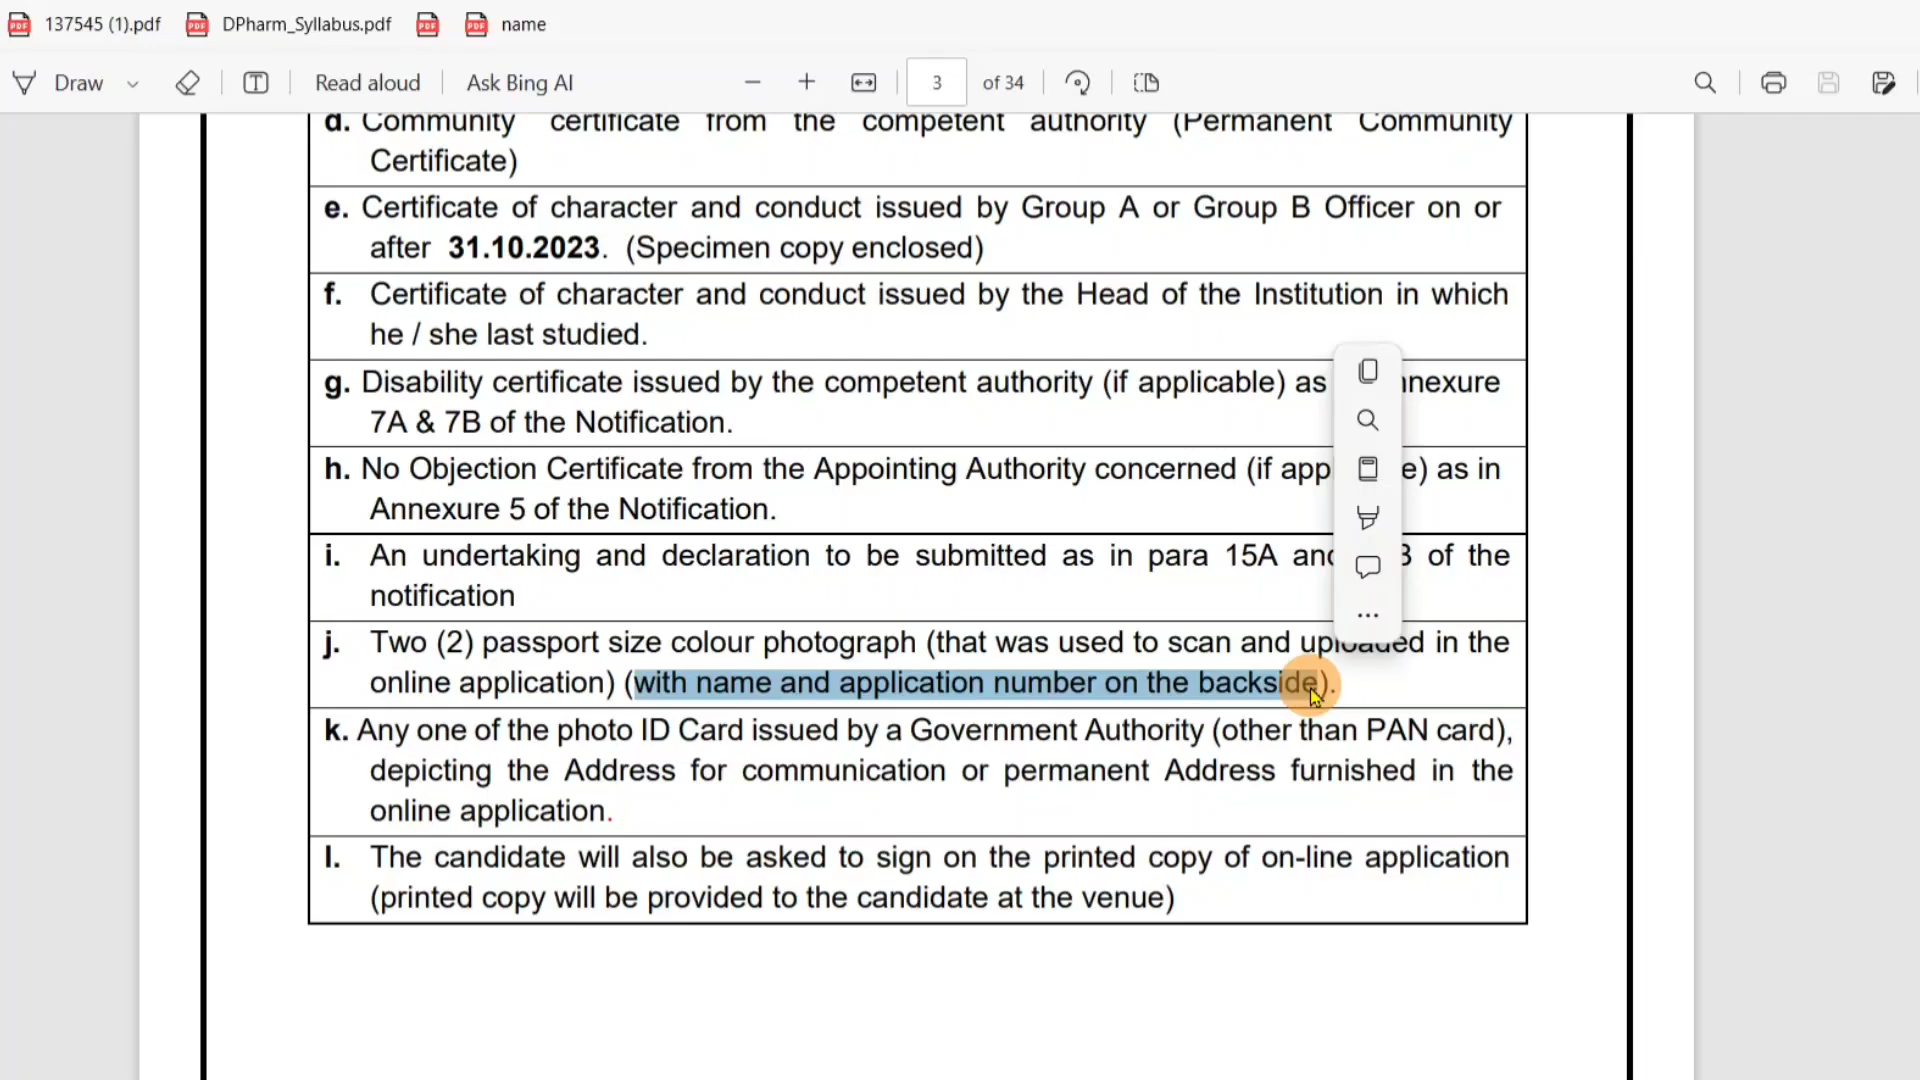 137545 (1).pdf DPharm_Syllabus.pdf name
Draw Read aloud Ask Bing AI 3 of 34
d. Community certificate from the competent authority (Permanent Community
Certificate)
e. Certificate of character and conduct issued by Group A or Group B Officer on or
after 31.10.2023. (Specimen copy enclosed)
f. Certificate of character and conduct issued by the Head of the Institution in which
he / she last studied.
g. Disability certificate issued by the competent authority (if applicable) as nnexure
7A & 7B of the Notification.
h. No Objection Certificate from the Appointing Authority concerned (if app e) as in
Annexure 5 of the Notification.
i. An undertaking and declaration to be submitted as in para 15A and B of the
notification
j. Two (2) passport size colour photograph (that was used to scan and uploaded in the
online application) (with name and application number on the backside).
k. Any one of the photo ID Card issued by a Government Authority (other than PAN card),
depicting the Address for communication or permanent Address furnished in the
online application.
l. The candidate will also be asked to sign on the printed copy of on-line application
(printed copy will be provided to the candidate at the venue)